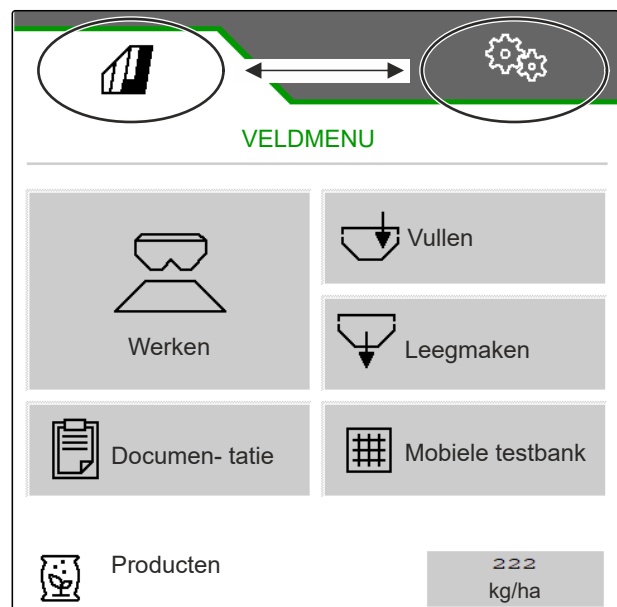 VELDMENU
Vullen
Werken
Leegmaken
Documen- tatie
Mobiele testbank
Producten
222
kg/ha